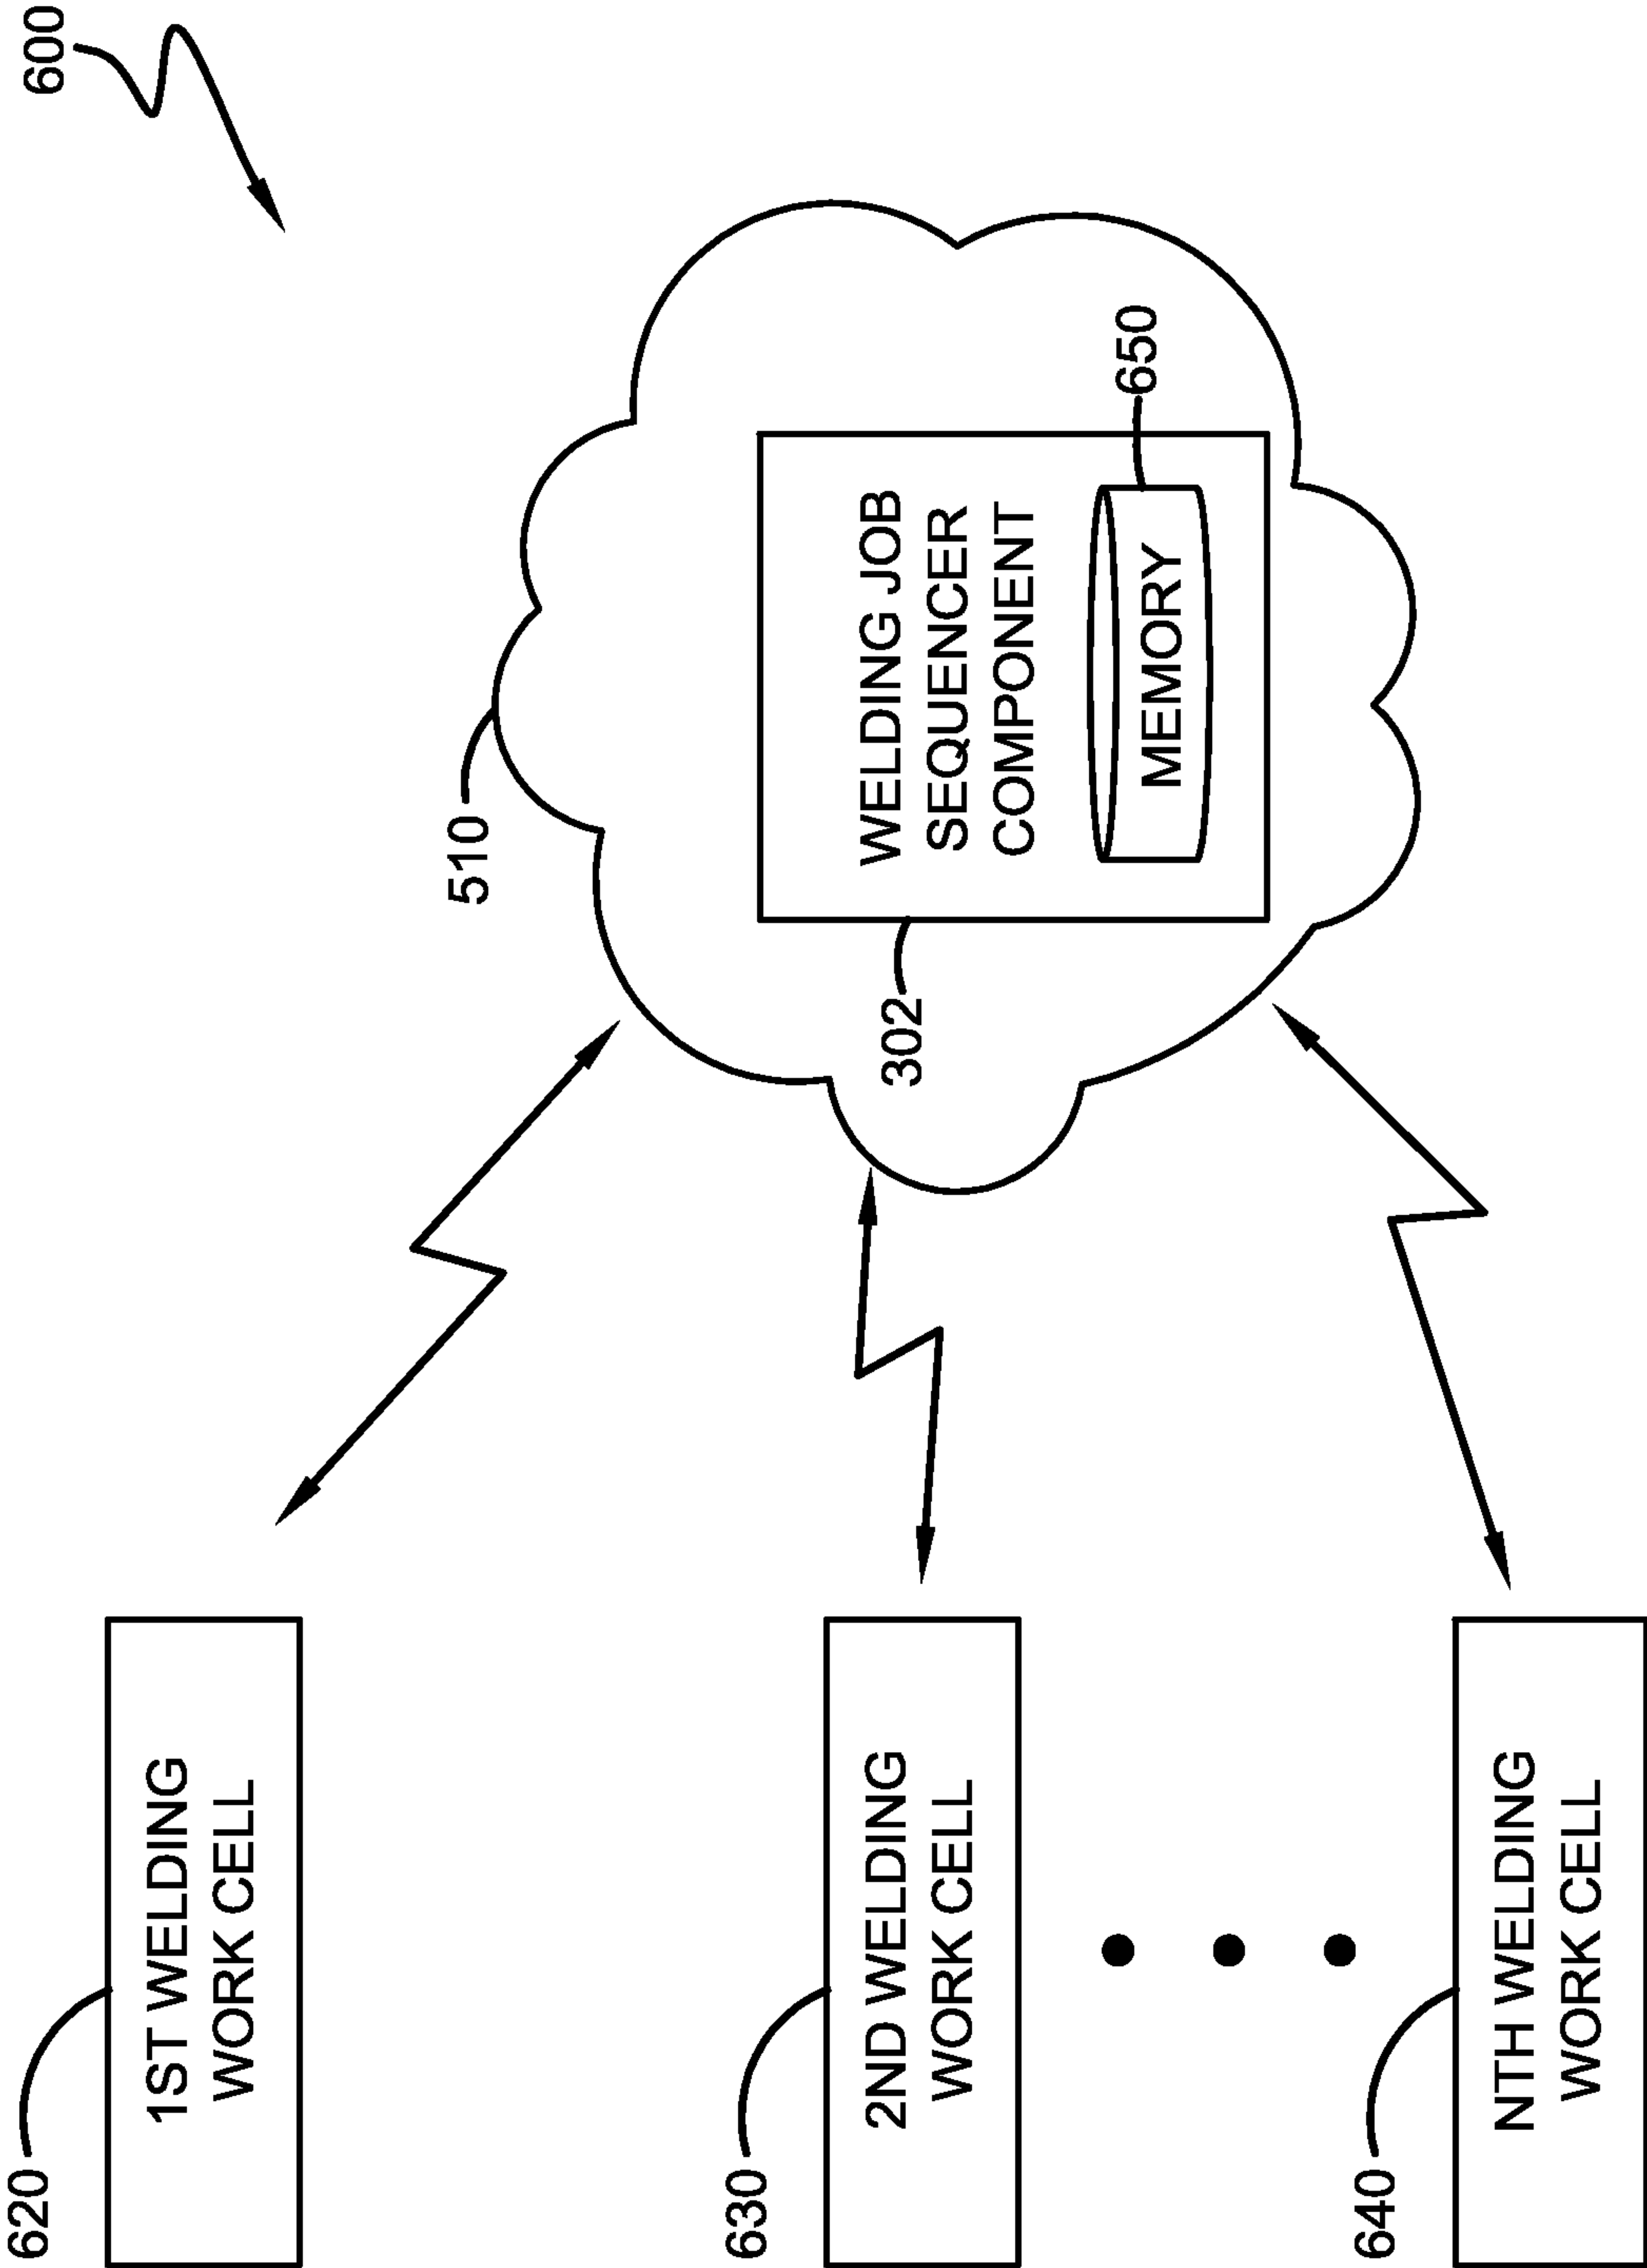 600
620
1ST WELDING
WORK CELL
510
302
WELDING JOB
SEQUENCER
COMPONENT
650
MEMORY
630
2ND WELDING
WORK CELL
640
NTH WELDING
WORK CELL